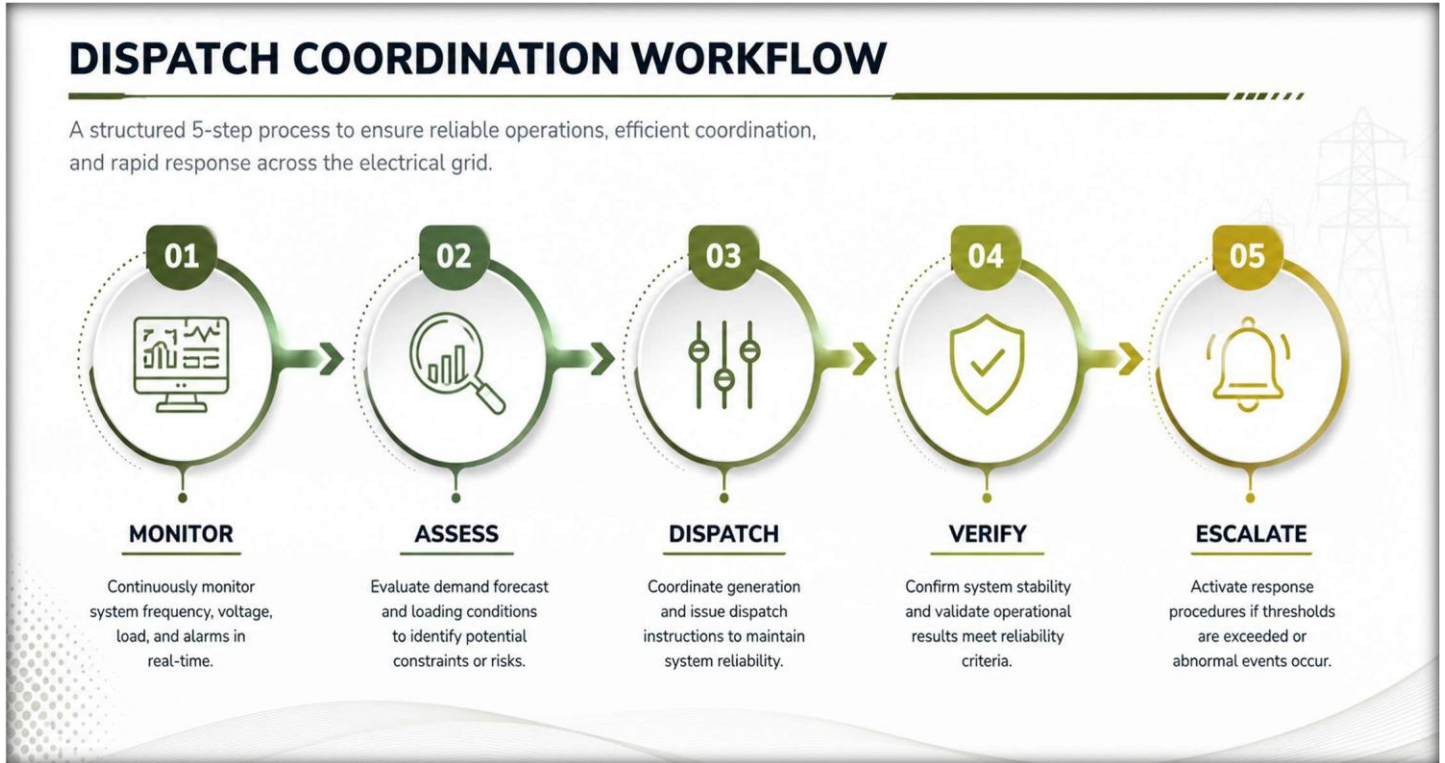 DISPATCH COORDINATION WORKFLOW
A structured 5-step process to ensure reliable operations, efficient coordination,
and rapid response across the electrical grid.
01
02
03
04
05
MONITOR
Continuously monitor
system frequency, voltage,
load, and alarms in
real-time.
ASSESS
Evaluate demand forecast
and loading conditions
to identify potential
constraints or risks.
DISPATCH
Coordinate generation
and issue dispatch
instructions to maintain
system reliability.
VERIFY
Confirm system stability
and validate operational
results meet reliability
criteria.
ESCALATE
Activate response
procedures if thresholds
are exceeded or
abnormal events occur.